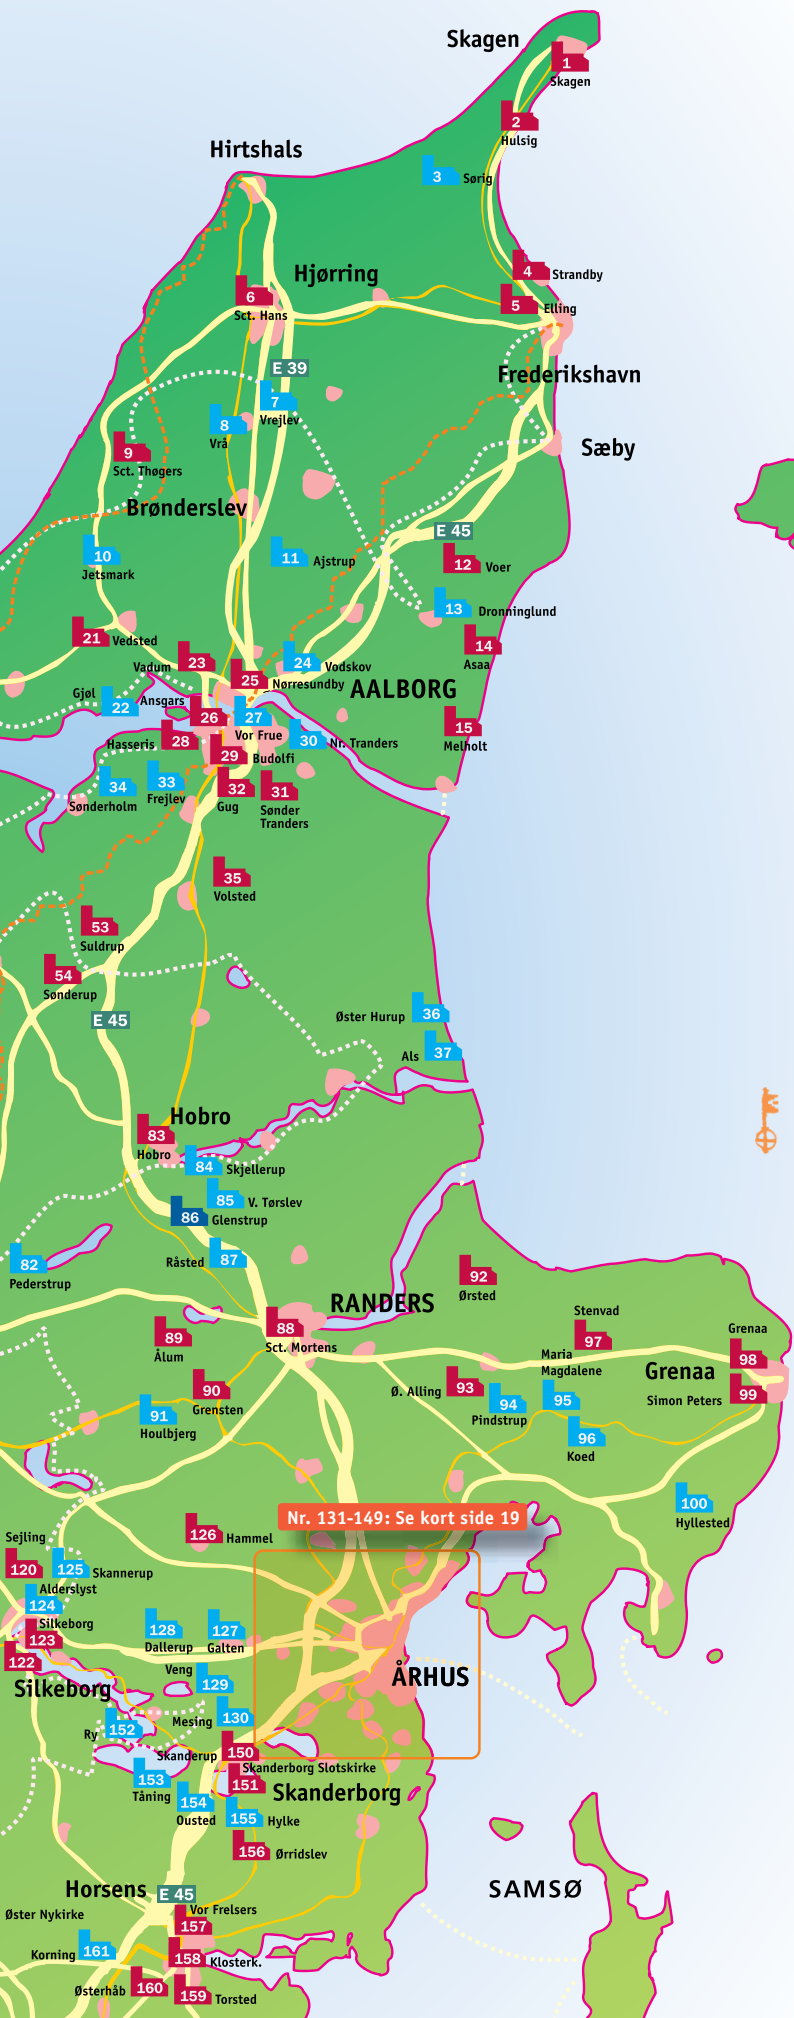 Skagen
1
Skagen
2
Hulsig
Hirtshals
3
Sørig
4
Strandby
Hjørring
6
Sct. Hans
5
Elling
E 39
Frederikshavn
7
Vrejlev
8
Vrå
9
Sct. Thøgers
Sæby
Brønderslev
E 45
10
Jetsmark
11
Ajstrup
12
Voer
13
Dronninglund
21
Vedsted
14
Asaa
Vadum
23
24
Vodskov
25
Nørresundby
AALBORG
Gjøl
22
Ansgars
26
27
Vor Frue
15
Melholt
Hasseris
28
29
Budolfi
30
Nr. Tranders
34
Sønderholm
33
Frejlev
32
Gug
31
Sønder
Tranders
35
Volsted
53
Suldrup
54
Sønderup
E 45
Øster Hurup
36
Als
37
Hobro
83
Hobro
84
Skjellerup
85
V. Tørslev
86
Glenstrup
82
Pederstrup
Råsted
87
92
Ørsted
RANDERS
88
Sct. Mortens
89
Ålum
Stenvad
97
Grenaa
98
Maria
Magdalene
Grenaa
90
Grensten
Ø. Alling
93
94
Pindstrup
95
99
Simon Peters
91
Houlbjerg
96
Koed
100
Hyllested
Nr. 131-149: Se kort side 19
126
Hammel
Sejling
120
125
Skannerup
Alderslyst
124
Silkeborg
123
122
128
Dallerup
127
Galten
Silkeborg
Veng
129
ÅRHUS
Ry
152
Mesing
130
Skanderup
150
Skanderborg Slotskirke
151
Skanderborg
153
Tåning
154
Ousted
155
Hylke
156
Ørridslev
Horsens
E 45
SAMSØ
Øster Nykirke
Vor Frelsers
157
Korning
161
158
Klosterk.
Østerhåb
160
159
Torsted